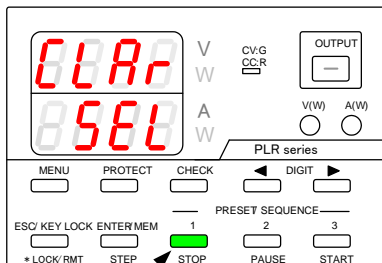 CLAr V W
CV:G
CC:R
OUTPUT
SEL A W
V(W) A(W)
PLR series
MENU PROTECT CHECK ◀ DIGIT ▶
PRESET/ SEQUENCE
ESC/ KEY LOCK ENTER/MEM 1 2 3
* LOCK/ RMT STEP STOP PAUSE START